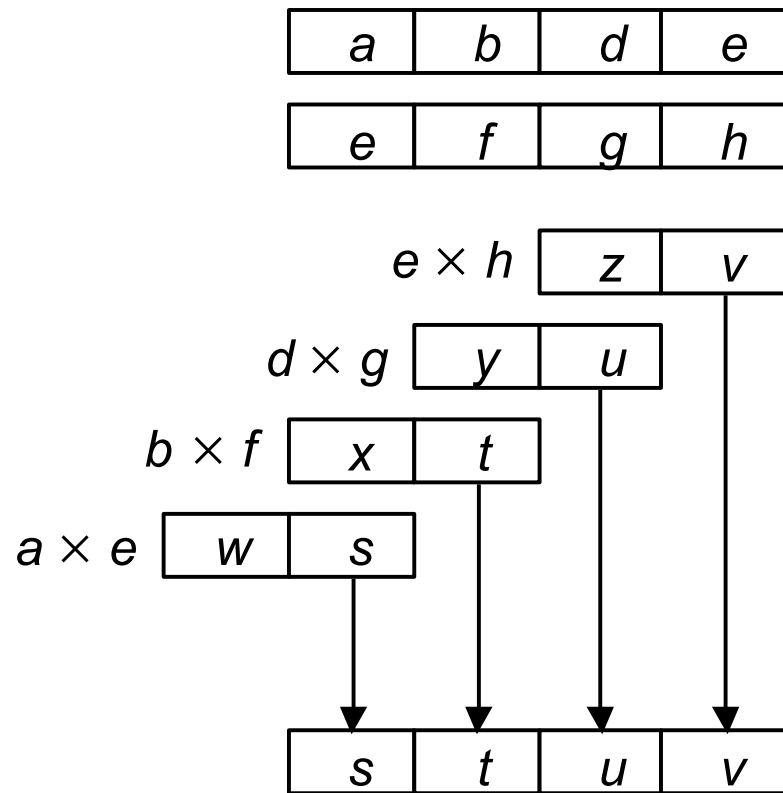 a b d e
e f g h
e × h z v
d × g y u
b × f x t
a × e w s
s t u v